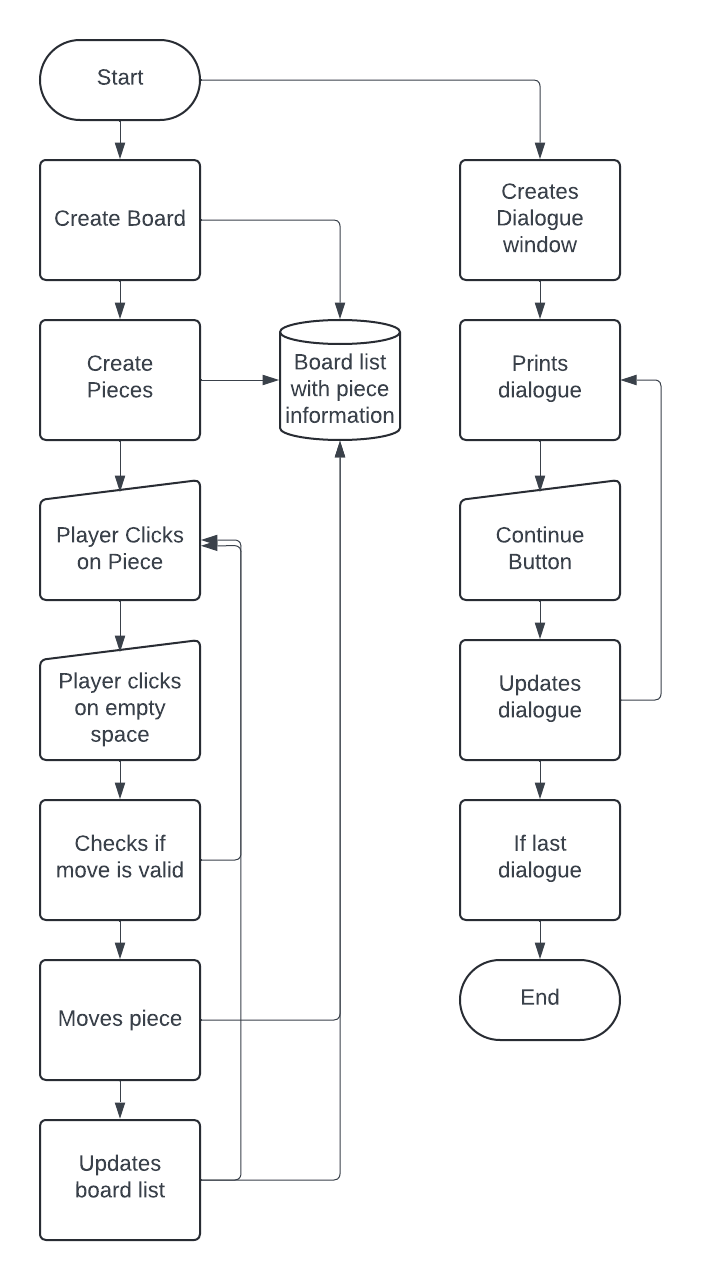 Start
Create Board
Create
Pieces
Player Clicks
on Piece
Player clicks
on empty
space
Checks if
move is valid
Moves piece
Updates
board list
Board list
with piece
information
Creates
Dialogue
window
Prints
dialogue
Continue
Button
Updates
dialogue
If last
dialogue
End